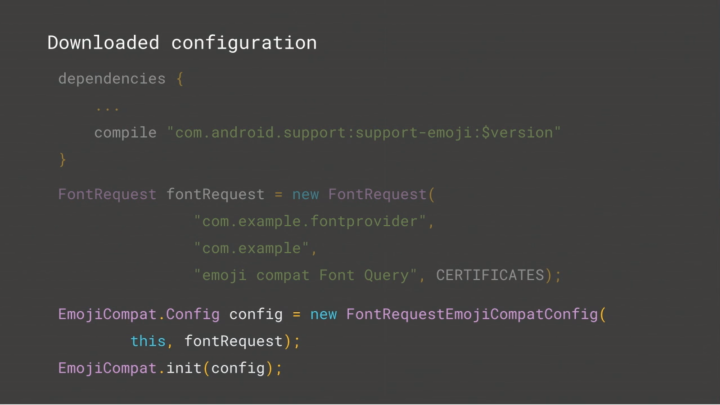 Downloaded configuration
dependencies {
...
compile "com.android.support:support-emoji:$version"
}
FontRequest fontRequest = new FontRequest(
"com.example.fontprovider",
"com.example",
"emoji compat Font Query", CERTIFICATES);
EmojiCompat.Config config = new FontRequestEmojiCompatConfig(
this, fontRequest);
EmojiCompat.init(config);